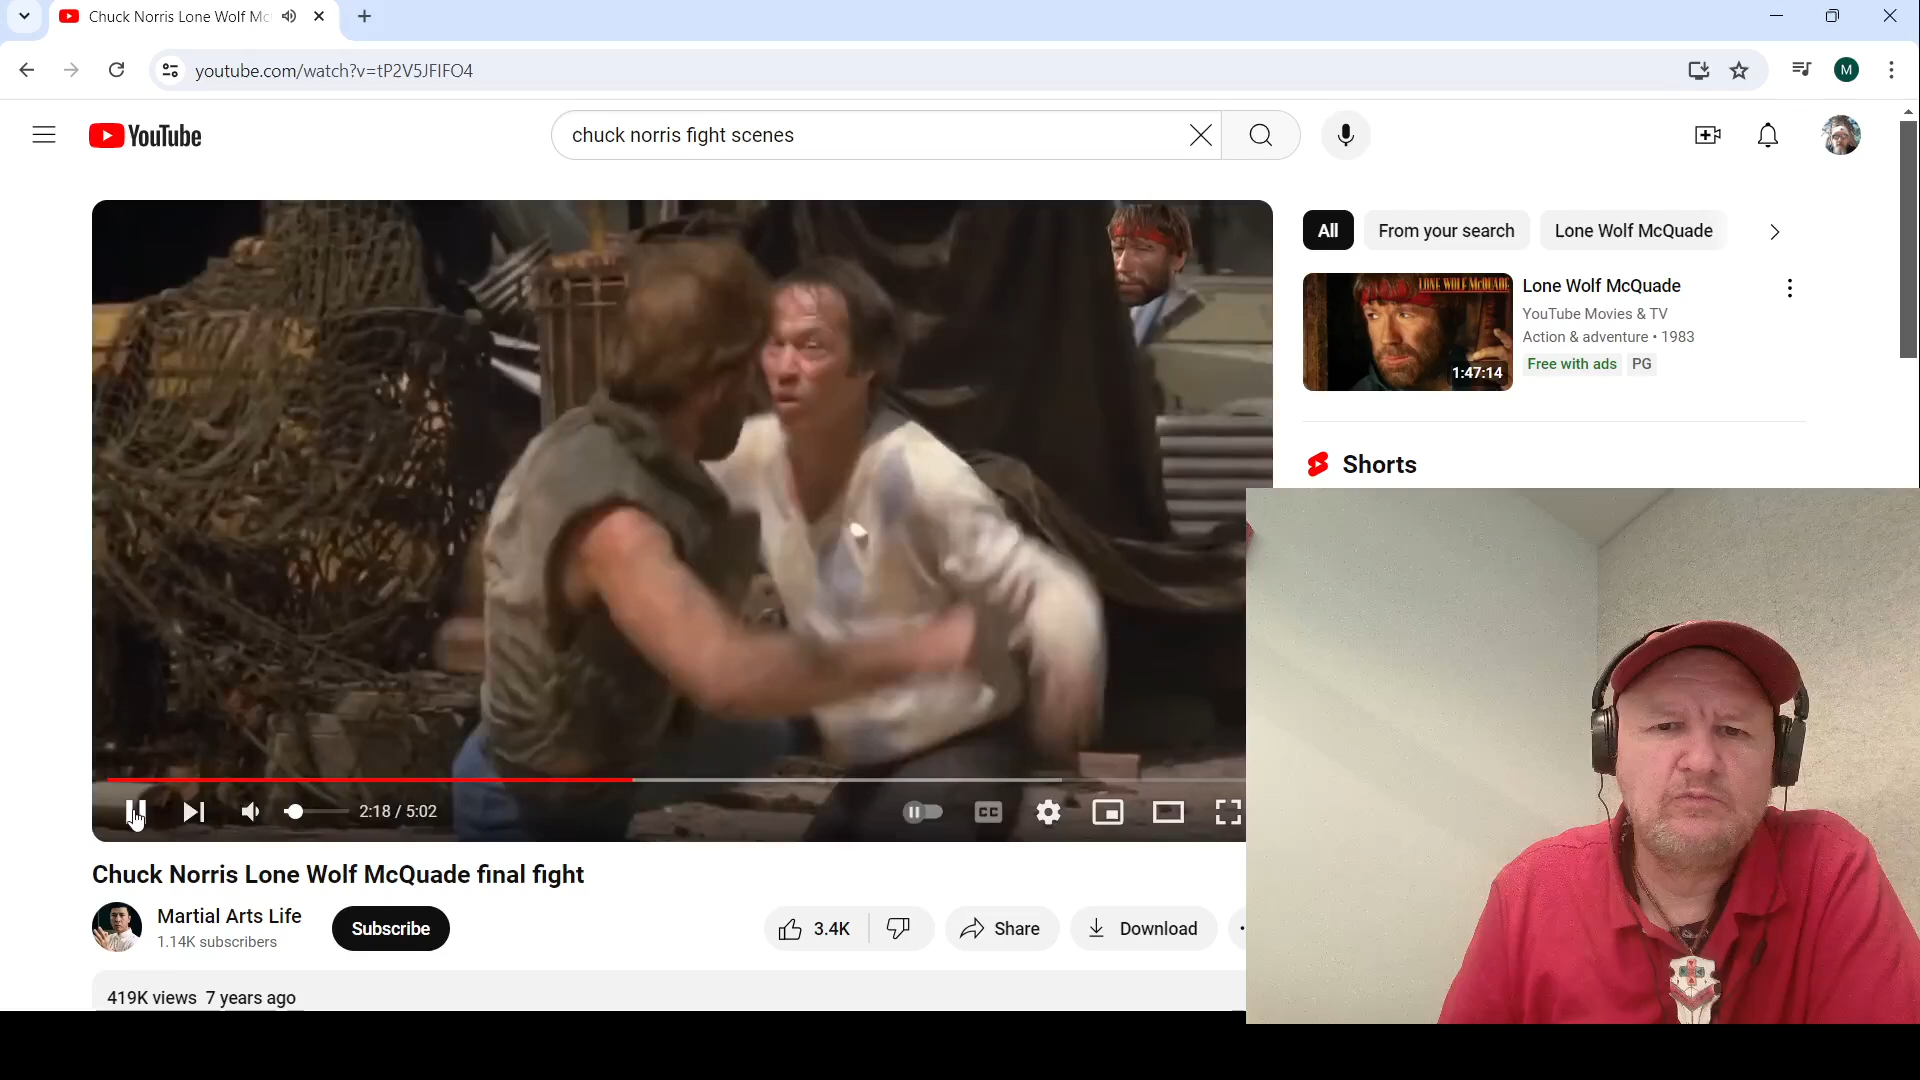 Chuck Norris Lone Wolf Mc
youtube.com/watch?v=tP2V5JFIFO4
M
YouTube
chuck norris fight scenes
All
From your search
Lone Wolf McQuade
LONE WOLF McQUADE
1:47:14
Lone Wolf McQuade
YouTube Movies & TV
Action & adventure • 1983
Free with ads
PG
Shorts
2:18 / 5:02
CC
Chuck Norris Lone Wolf McQuade final fight
Martial Arts Life
1.14K subscribers
Subscribe
3.4K
Share
Download
419K views 7 years ago